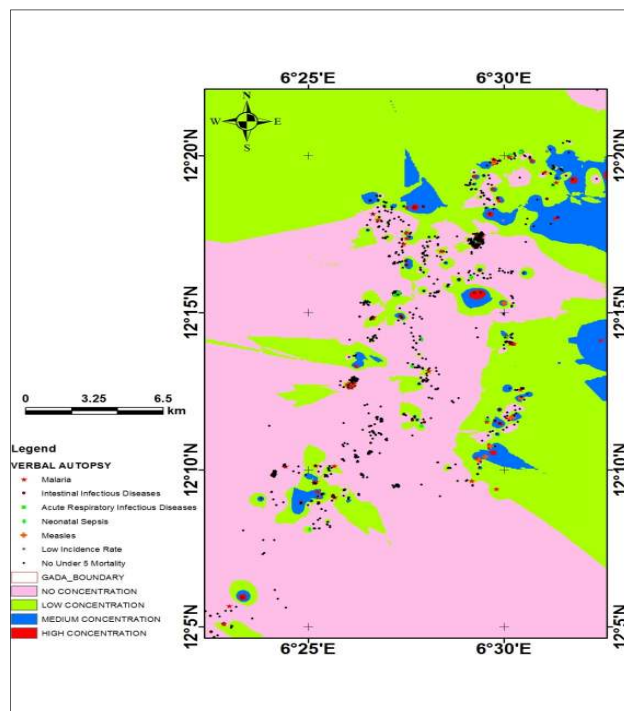 6°25'E 6°30'E
N
W E
S
12°20'N 12°20'N
12°15'N 12°15'N
0 3.25 6.5
km
Legend
VERBAL AUTOPSY
Malaria
Intestinal Infectious Diseases
Acute Respiratory Infectious Diseases
Neonatal Sepsis
Measles
Low Incidence Rate
No Under 5 Mortality
GADA_BOUNDARY
NO CONCENTRATION
LOW CONCENTRATION
MEDIUM CONCENTRATION
HIGH CONCENTRATION
12°10'N 12°10'N
12°5'N 12°5'N
6°25'E 6°30'E